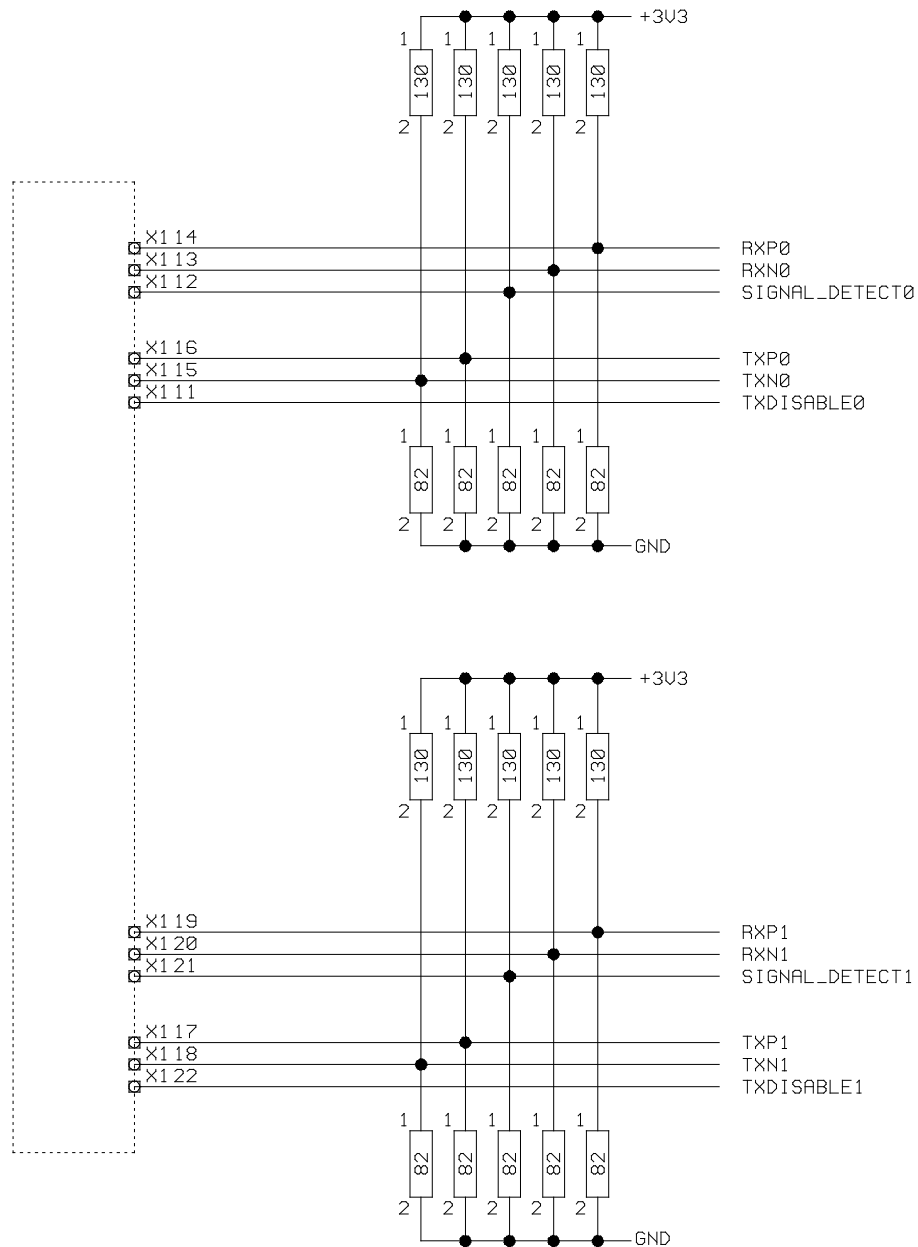 +3V3
1 1 1 1 1
130 130 130 130 130
2 2 2 2 2
X114 RXP0
X113 RXN0
X112 SIGNAL_DETECT0
X116 TXP0
X115 TXN0
X111 TXDISABLE0
1 1 1 1 1
82 82 82 82 82
2 2 2 2 2
GND
+3V3
1 1 1 1 1
130 130 130 130 130
2 2 2 2 2
X119 RXP1
X120 RXN1
X121 SIGNAL_DETECT1
X117 TXP1
X118 TXN1
X122 TXDISABLE1
1 1 1 1 1
82 82 82 82 82
2 2 2 2 2
GND